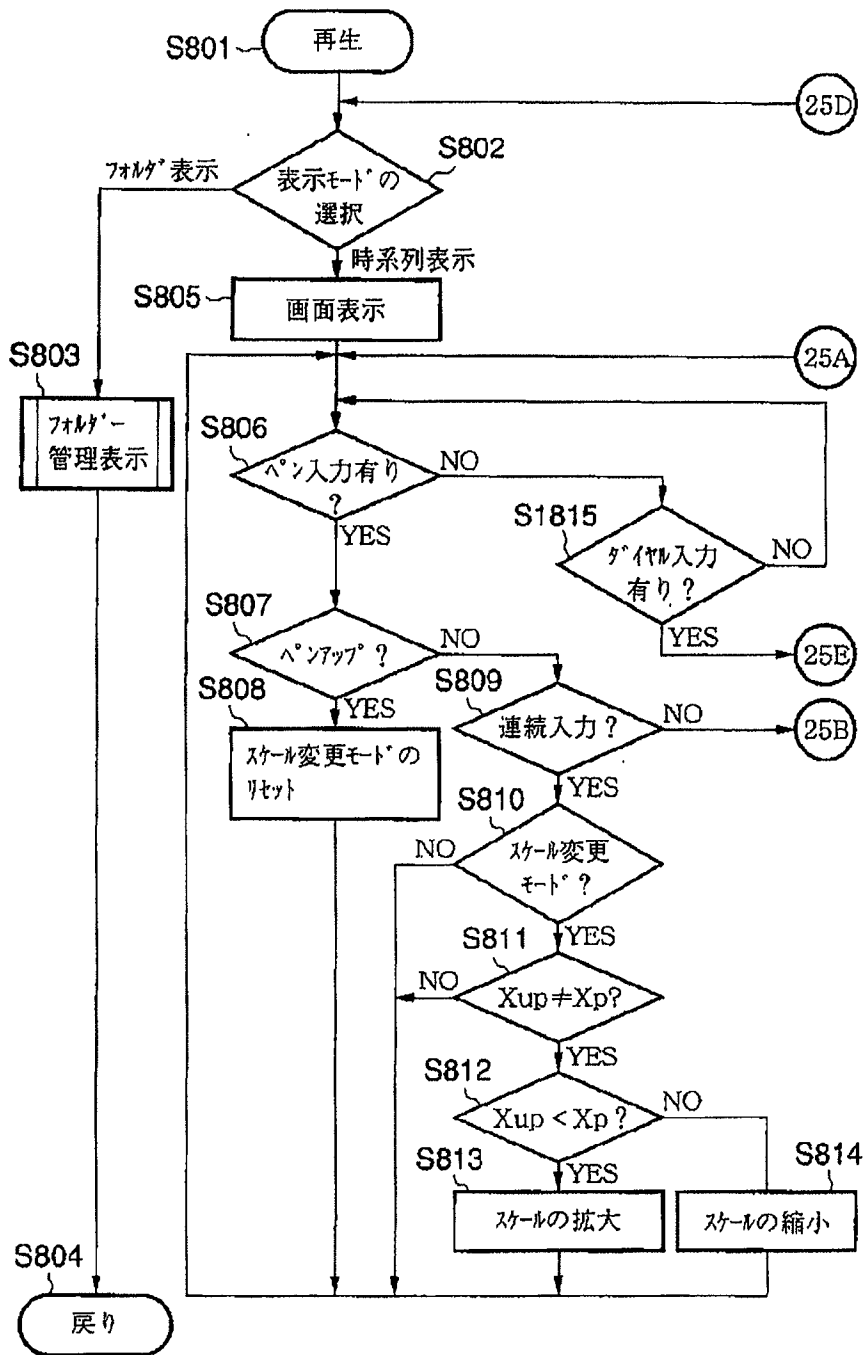 S801
再生
25D
S802
フォルダ表示
表示モードの
選択
時系列表示
S805
画面表示
S803
フォルダー
管理表示
25A
S806
ペン入力有り
?
NO
YES
S1815
ダイヤル入力
有り?
NO
YES
25E
S807
ペンアップ?
NO
YES
S808
スケール変更モードの
リセット
S809
連続入力?
NO
25B
YES
S810
スケール変更
モード?
NO
YES
S811
Xup≠Xp?
NO
YES
S812
Xup<Xp?
NO
YES
S813
スケールの拡大
S814
スケールの縮小
S804
戻り